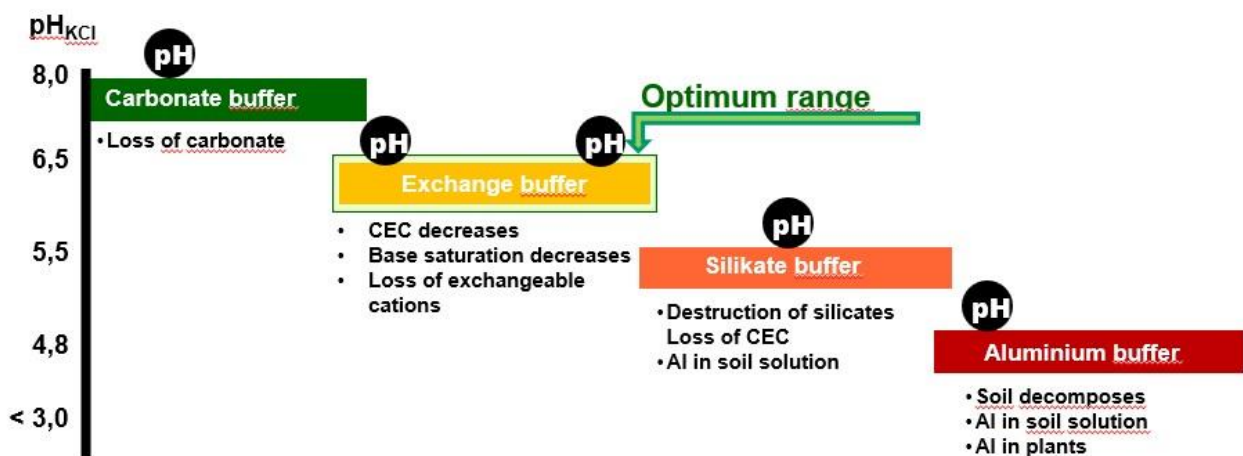 pHKCl
8,0
6,5
5,5
4,8
< 3,0
pH
Carbonate buffer
•Loss of carbonate
pH
pH
Optimum range
Exchange buffer
• CEC decreases
• Base saturation decreases
• Loss of exchangeable
cations
pH
Silikate buffer
•Destruction of silicates
Loss of CEC
•Al in soil solution
pH
Aluminium buffer
•Soil decomposes
•Al in soil solution
•Al in plants